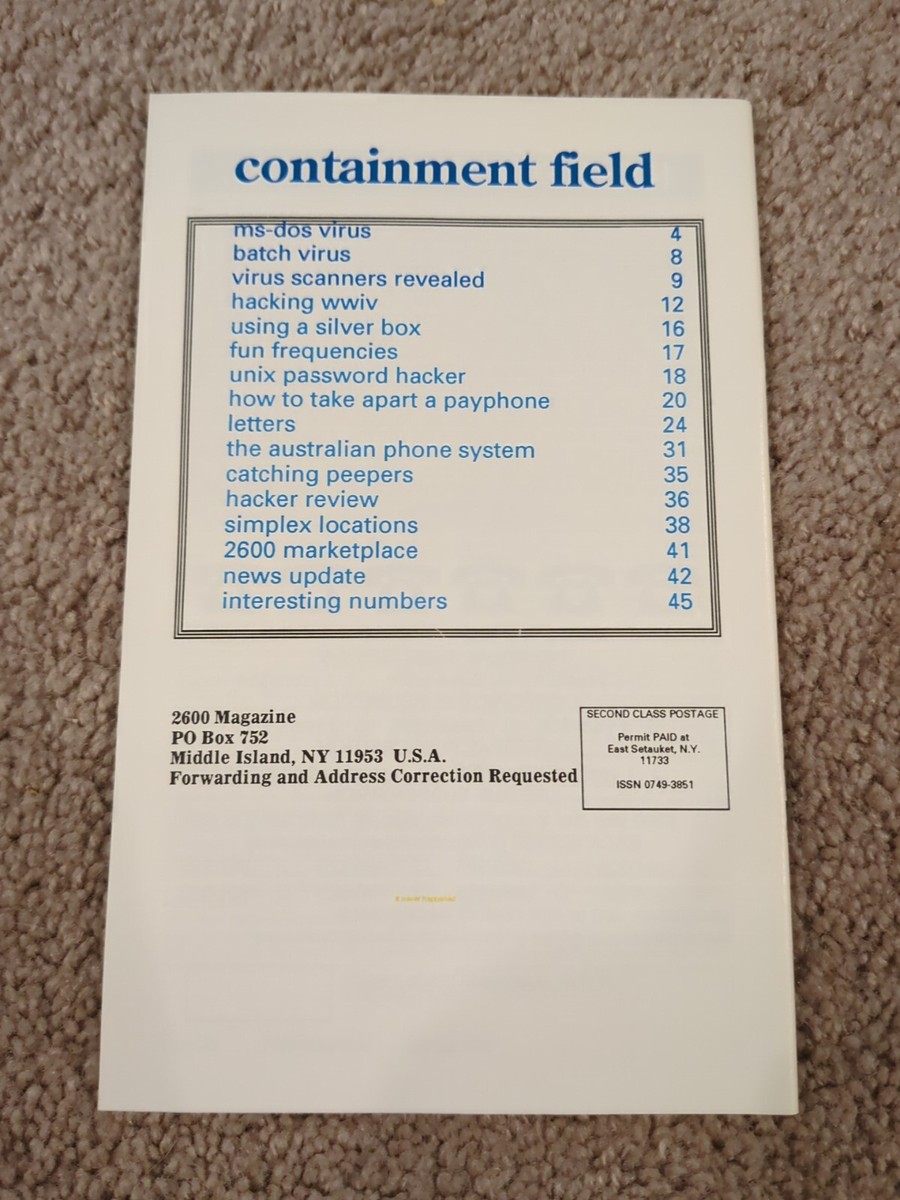 containment field
ms-dos virus 4
batch virus 8
virus scanners revealed 9
hacking wwiv 12
using a silver box 16
fun frequencies 17
unix password hacker 18
how to take apart a payphone 20
letters 24
the australian phone system 31
catching peepers 35
hacker review 36
simplex locations 38
2600 marketplace 41
news update 42
interesting numbers 45
2600 Magazine
PO Box 752
Middle Island, NY 11953 U.S.A.
Forwarding and Address Correction Requested
SECOND CLASS POSTAGE
Permit PAID at
East Setauket, N.Y.
11733
ISSN 0749-3851
it never happened